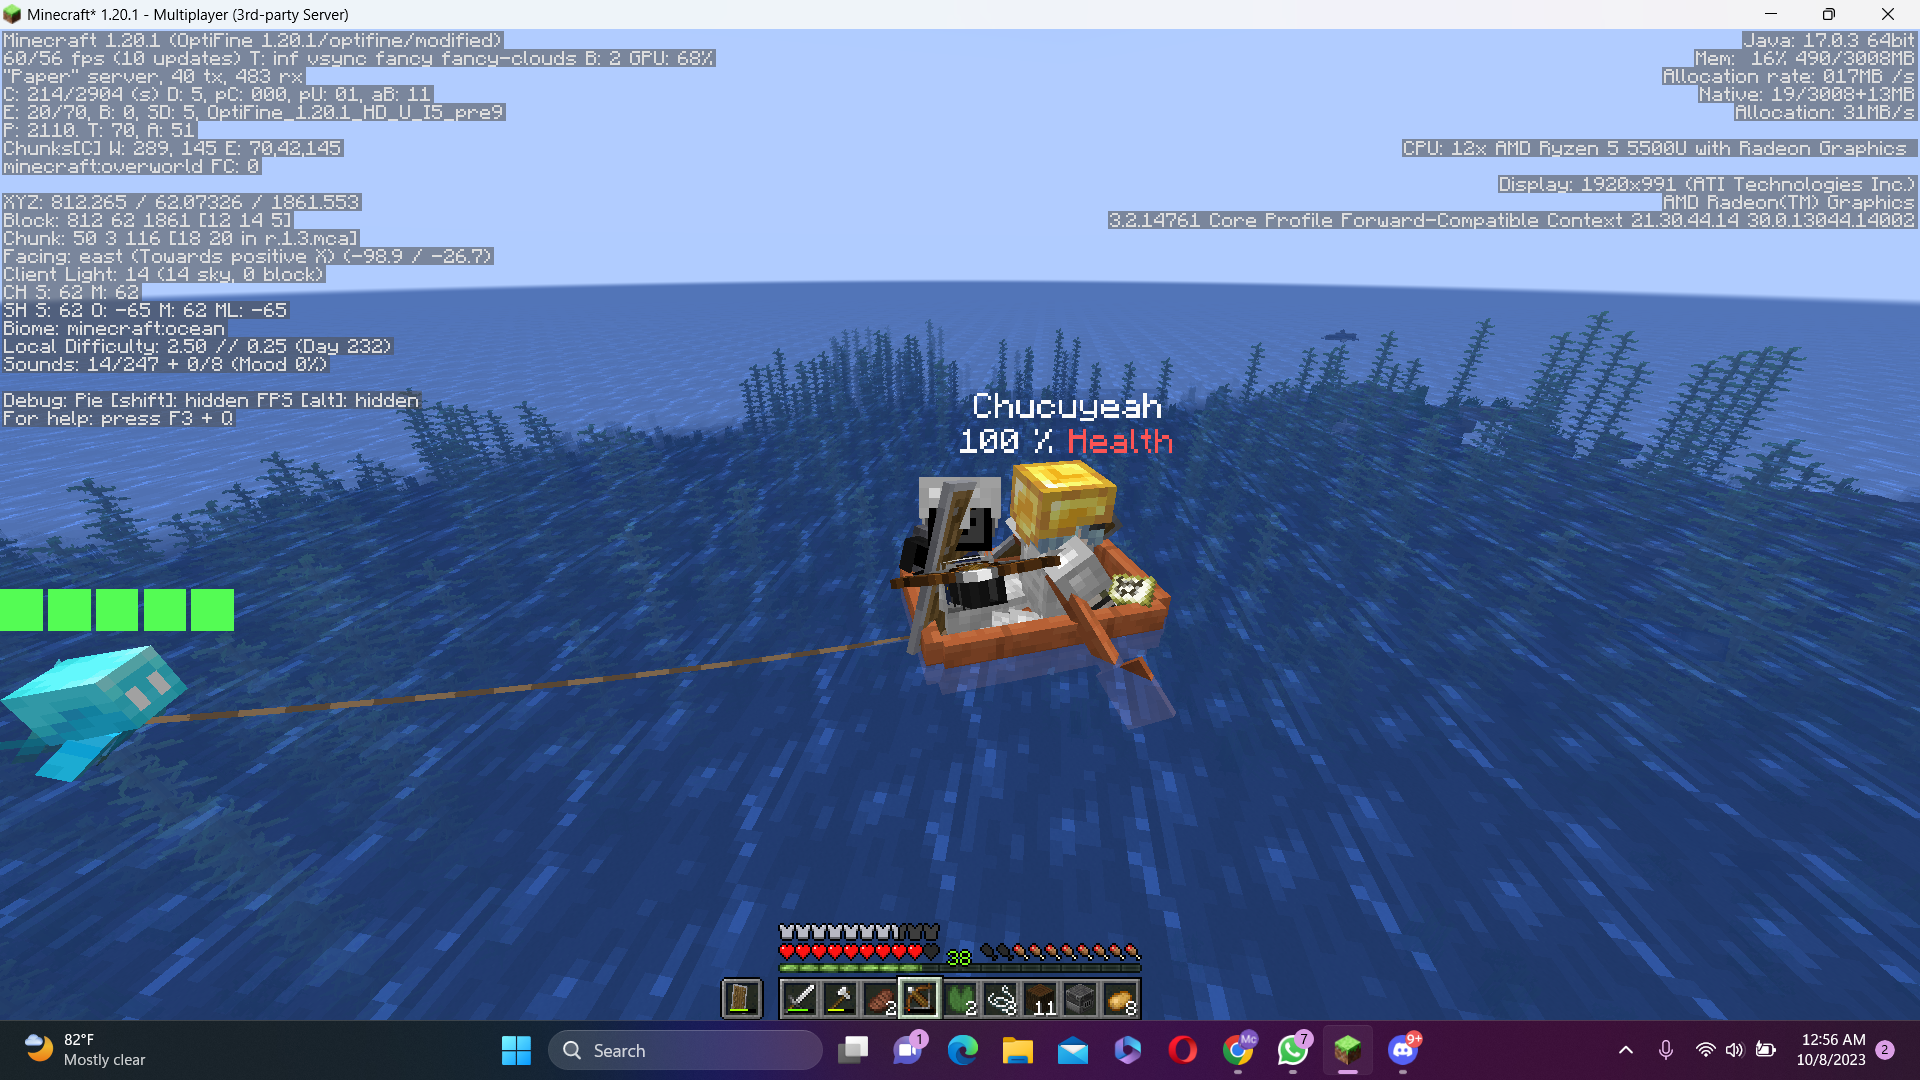 Minecraft* 1.20.1 - Multiplayer (3rd-party Server)
Minecraft 1.20.1 (OptiFine 1.20.1/optifine/modified)
60/56 fps (10 updates) T: inf vsync fancy fancy-clouds B: 2 GPU: 68%
"Paper" server, 40 tx, 483 rx
C: 214/2904 (s) D: 5, pC: 000, pU: 01, aB: 11
E: 20/70, B: 0, SD: 5, OptiFine_1.20.1_HD_U_I5_pre9
P: 2110. T: 70, A: 51
Chunks[C] W: 289, 145 E: 70,42,145
minecraft:overworld FC: 0
XYZ: 812.265 / 62.07326 / 1861.553
Block: 812 62 1861 [12 14 5]
Chunk: 50 3 116 [18 20 in r.1.3.mca]
Facing: east (Towards positive X) (-98.9 / -26.7)
Client Light: 14 (14 sky, 0 block)
CH S: 62 M: 62
SH S: 62 O: -65 M: 62 ML: -65
Biome: minecraft:ocean
Local Difficulty: 2.50 // 0.25 (Day 232)
Sounds: 14/247 + 0/8 (Mood 0%)
Debug: Pie [shift]: hidden FPS [alt]: hidden
For help: press F3 + Q
Java: 17.0.3 64bit
Mem: 16% 490/3008MB
Allocation rate: 017MB /s
Native: 19/3008+13MB
Allocation: 31MB/s
CPU: 12x AMD Ryzen 5 5500U with Radeon Graphics
Display: 1920x991 (ATI Technologies Inc.)
AMD Radeon(TM) Graphics
3.2.14761 Core Profile Forward-Compatible Context 21.30.44.14 30.0.13044.14002
Chucuyeah
100 % Health
38
2
2
8
11
8
82°F
Mostly clear
Search
1
Mc
7
9+
12:56 AM
10/8/2023
2